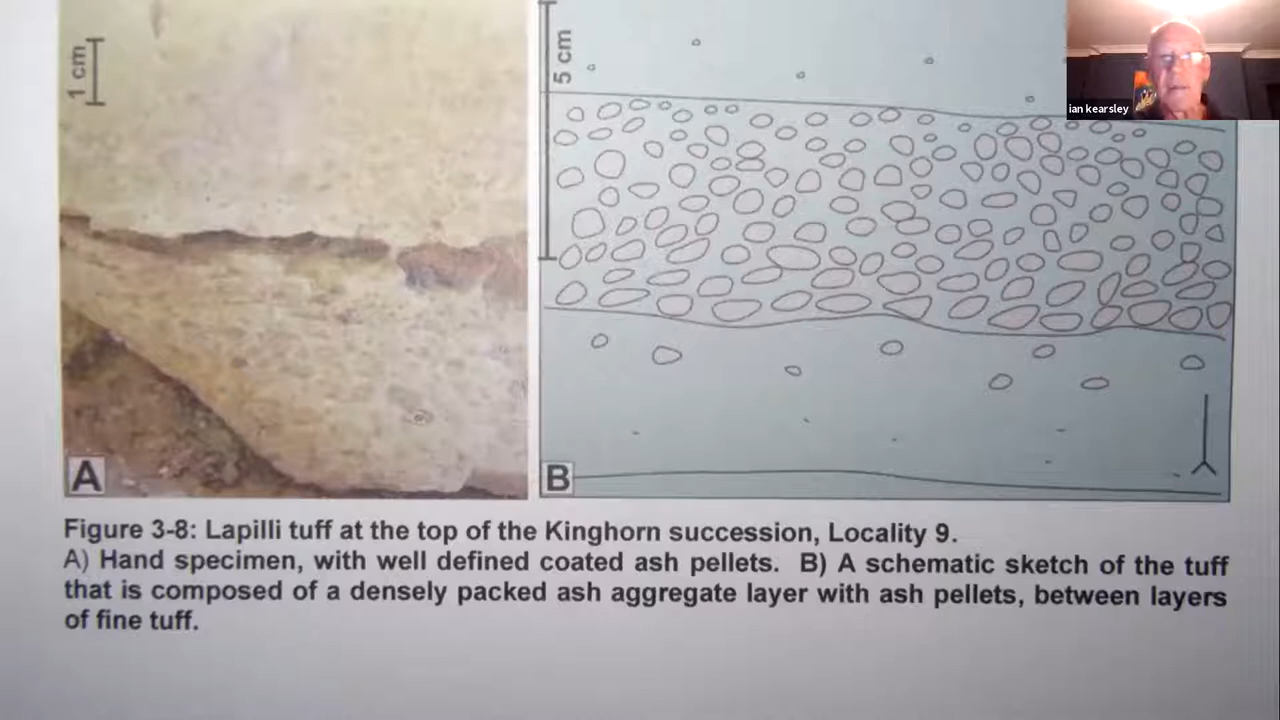 1 cm
5 cm
ian kearsley
A
B
Figure 3-8: Lapilli tuff at the top of the Kinghorn succession, Locality 9.
A) Hand specimen, with well defined coated ash pellets. B) A schematic sketch of the tuff
that is composed of a densely packed ash aggregate layer with ash pellets, between layers
of fine tuff.